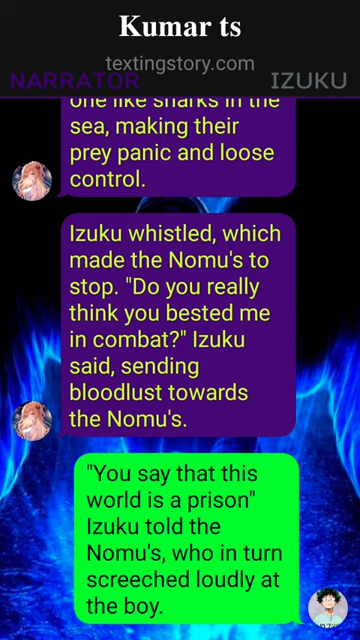 Kumar ts
textingstory.com
NARRATOR IZUKU
one like sharks in the
sea, making their
prey panic and loose
control.
Izuku whistled, which
made the Nomu's to
stop. "Do you really
think you bested me
in combat?" Izuku
said, sending
bloodlust towards
the Nomu's.
"You say that this
world is a prison"
Izuku told the
Nomu's, who in turn
screeched loudly at
the boy.